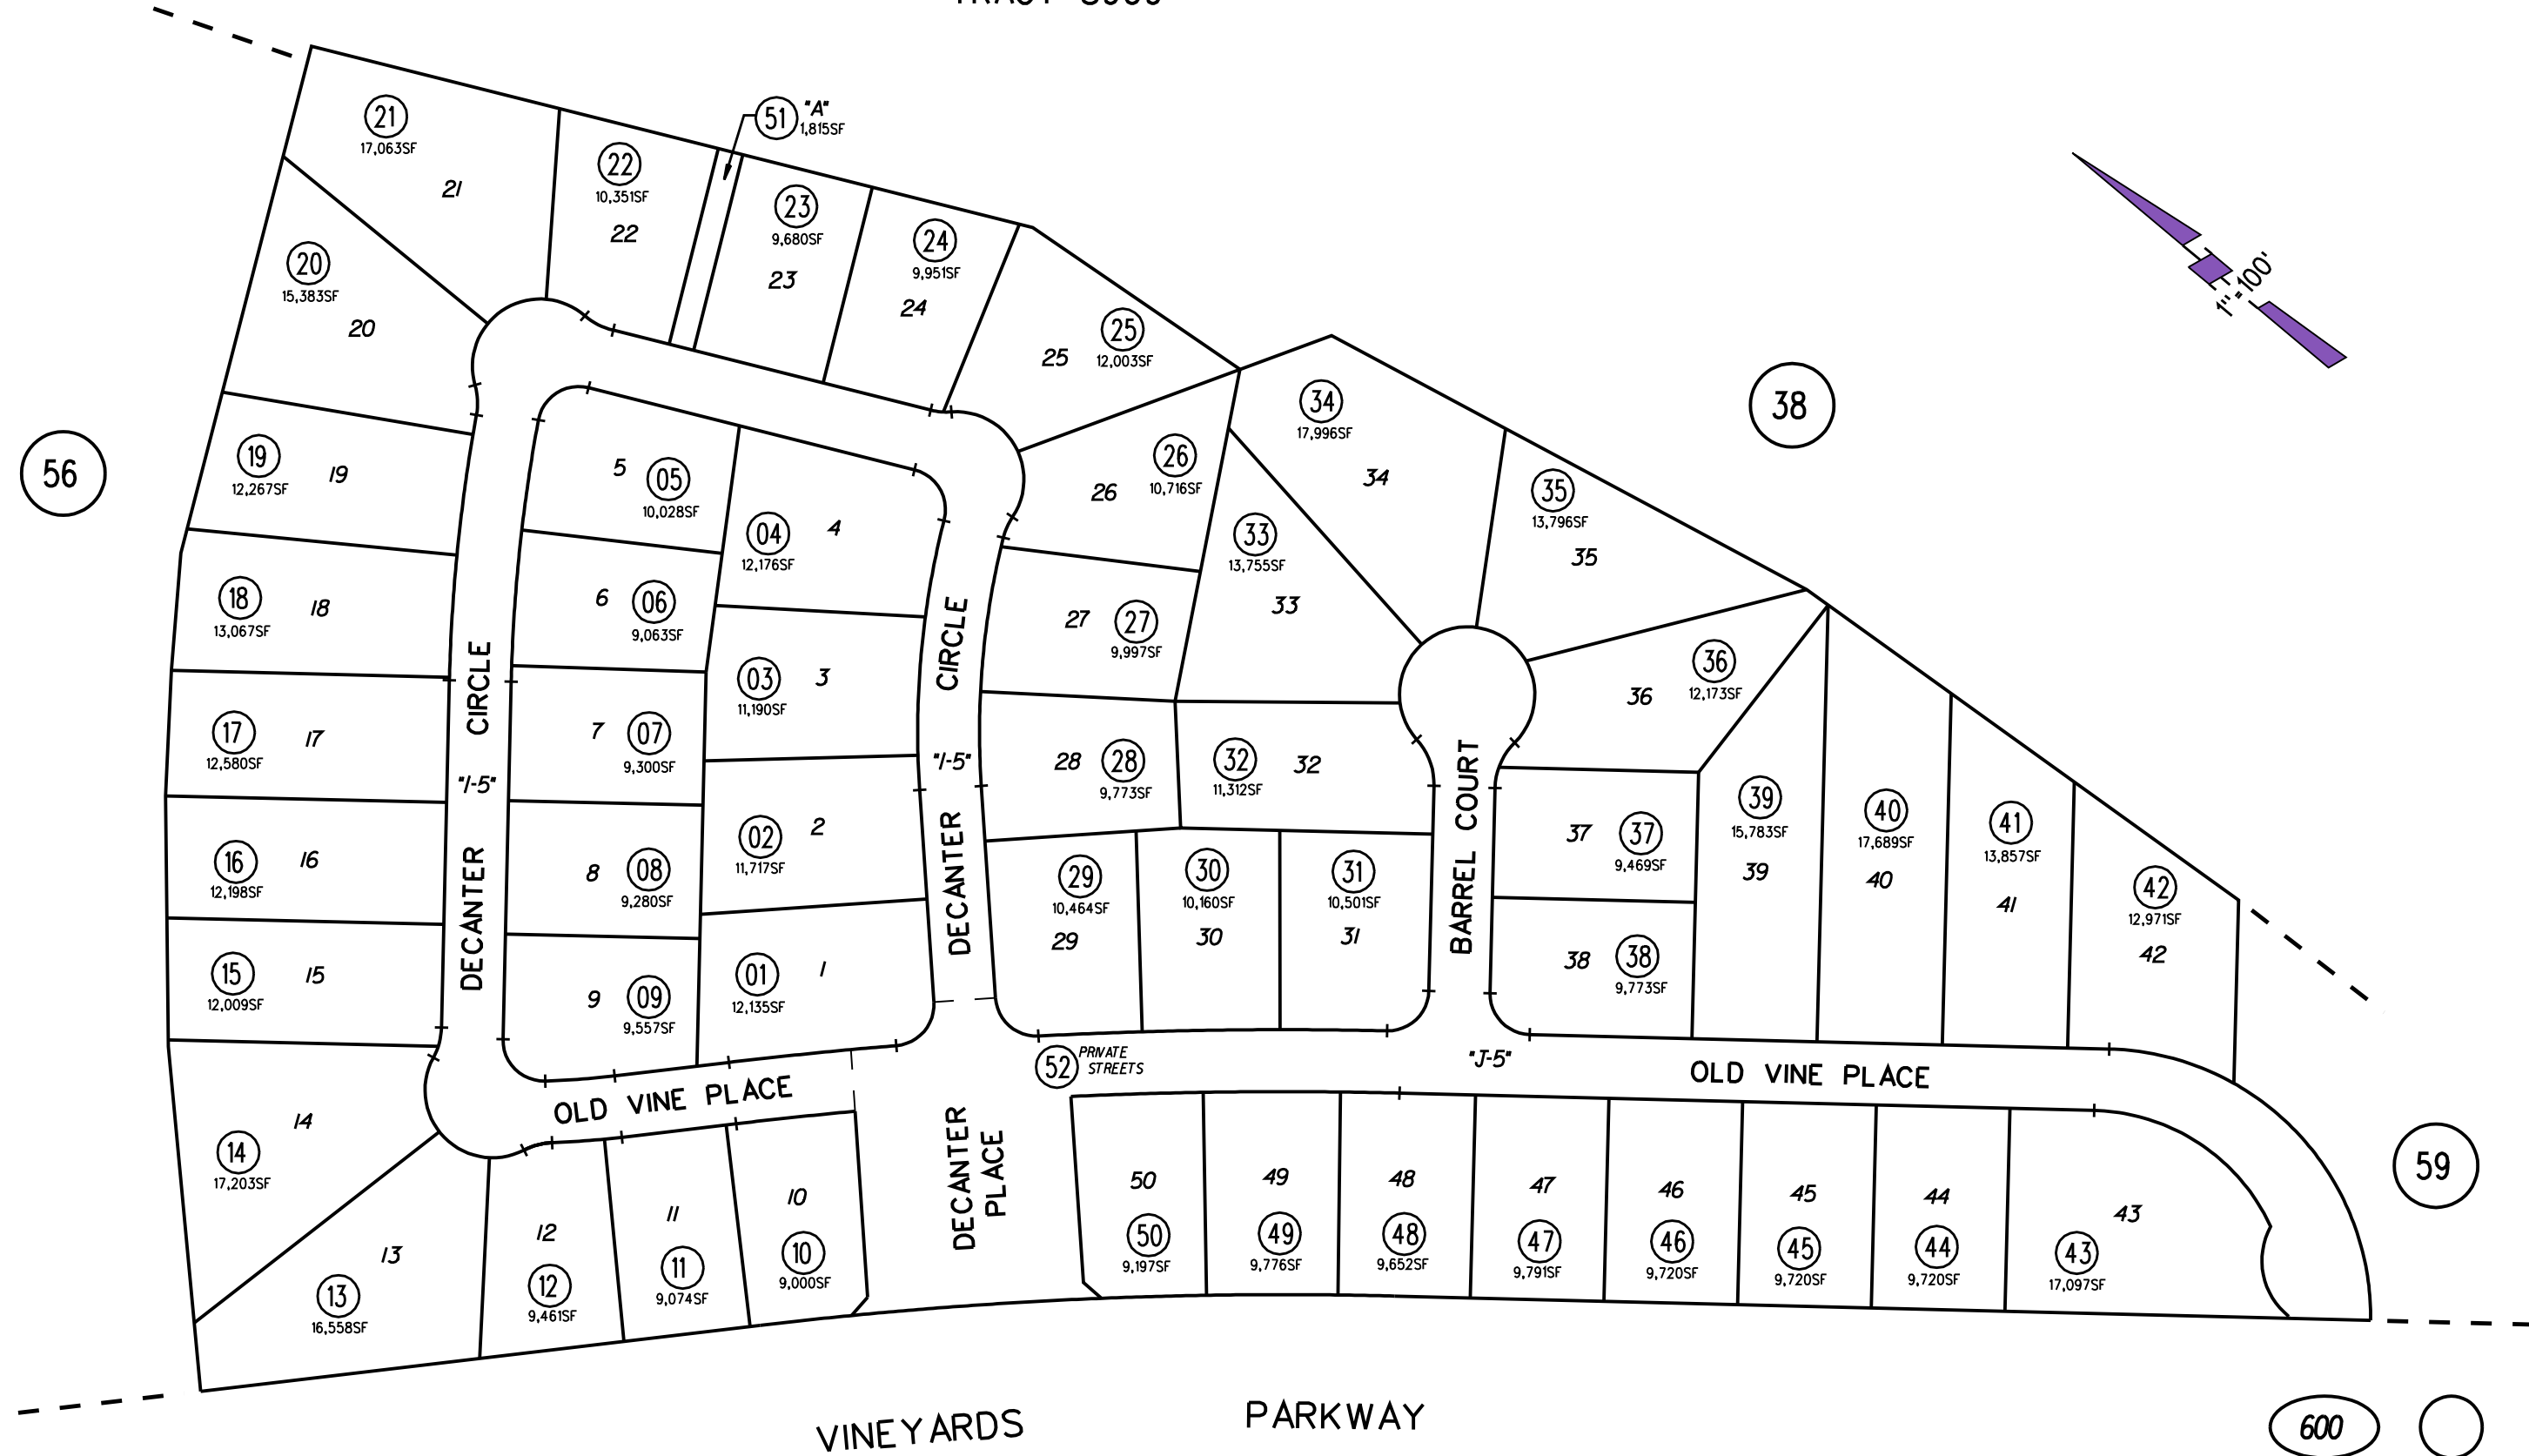 21
17,063SF
21
51
"A"
1,815SF
22
10,351SF
22
23
9,680SF
23
24
9,951SF
24
20
15,383SF
20
25
25
12,003SF
1"=100'
38
34
17,996SF
34
56
19
12,267SF
19
5
05
10,028SF
04
12,176SF
4
26
26
10,716SF
33
13,755SF
33
35
13,796SF
35
18
13,067SF
18
6
06
9,063SF
27
27
9,997SF
03
11,190SF
3
36
36
12,173SF
17
12,580SF
17
7
07
9,300SF
28
28
9,773SF
32
11,312SF
32
DECANTER "I-5" CIRCLE
DECANTER "I-5" CIRCLE
BARREL COURT
02
11,717SF
2
37
37
9,469SF
39
15,783SF
39
40
17,689SF
40
41
13,857SF
41
42
12,971SF
42
16
12,198SF
16
8
08
9,280SF
29
10,464SF
29
30
10,160SF
30
31
10,501SF
31
38
38
9,773SF
15
12,009SF
15
9
09
9,557SF
01
12,135SF
1
52
PRIVATE
STREETS
"J-5"
OLD VINE PLACE
OLD VINE PLACE
14
14
17,203SF
DECANTER
PLACE
13
13
16,558SF
12
12
9,461SF
11
11
9,074SF
10
10
9,000SF
50
50
9,197SF
49
49
9,776SF
48
48
9,652SF
47
47
9,791SF
46
46
9,720SF
45
45
9,720SF
44
44
9,720SF
43
43
17,097SF
59
VINEYARDS PARKWAY
600